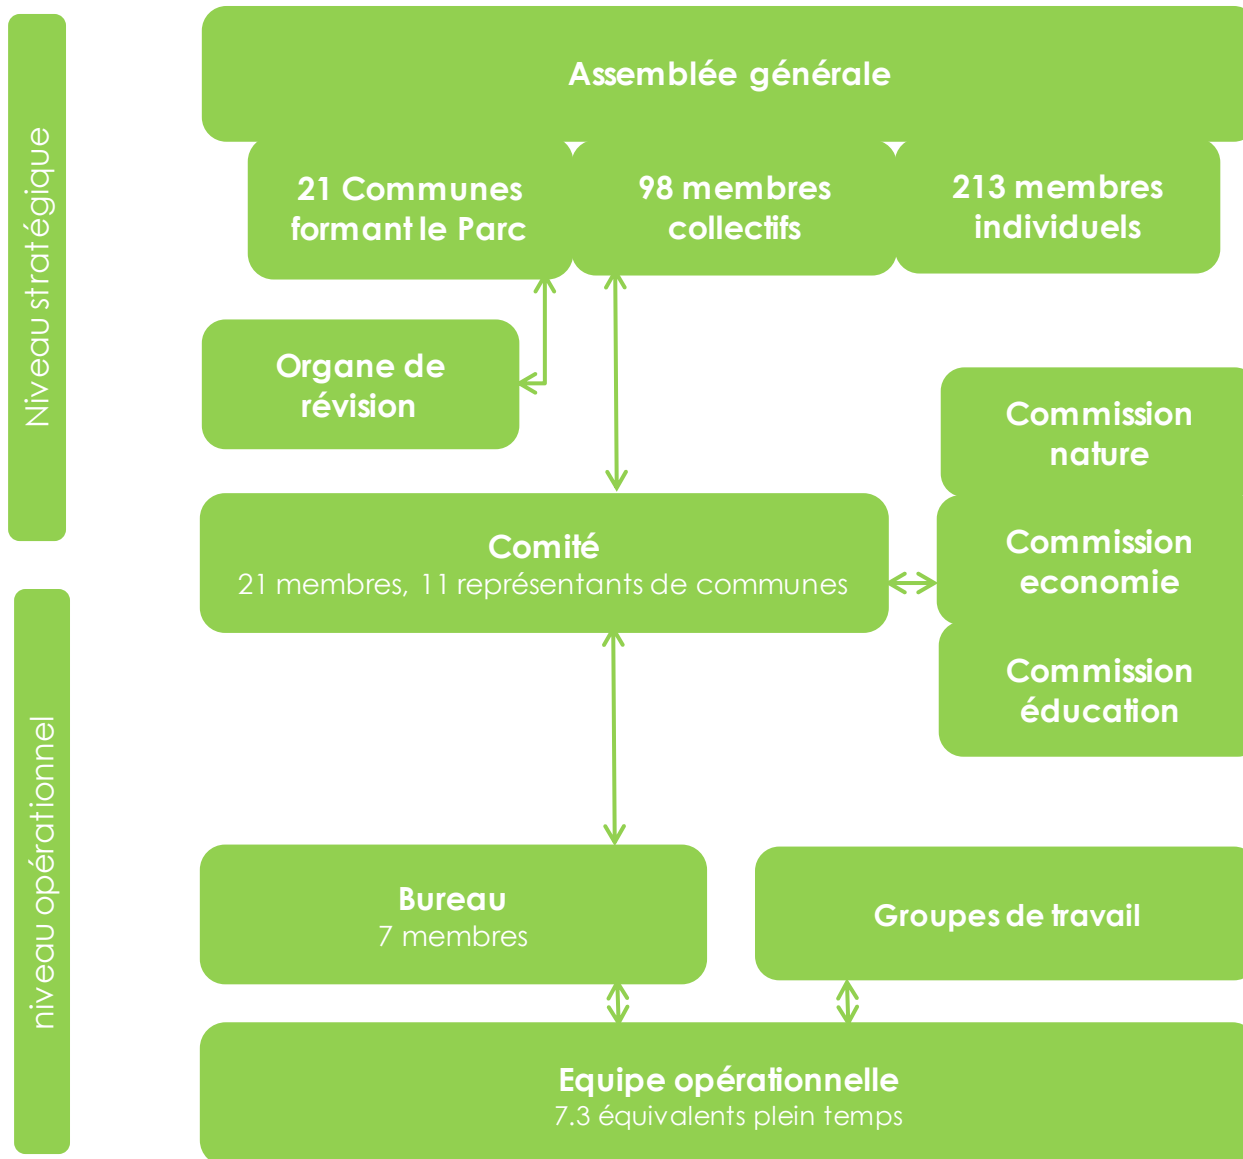 Niveau stratégique
Assemblée générale
21 Communes
formant le Parc
98 membres
collectifs
213 membres
individuels
Organe de
révision
Commission
nature
Comité
21 membres, 11 représentants de communes
Commission
economie
Commission
éducation
niveau opérationnel
Bureau
7 membres
Groupes de travail
Equipe opérationnelle
7.3 équivalents plein temps